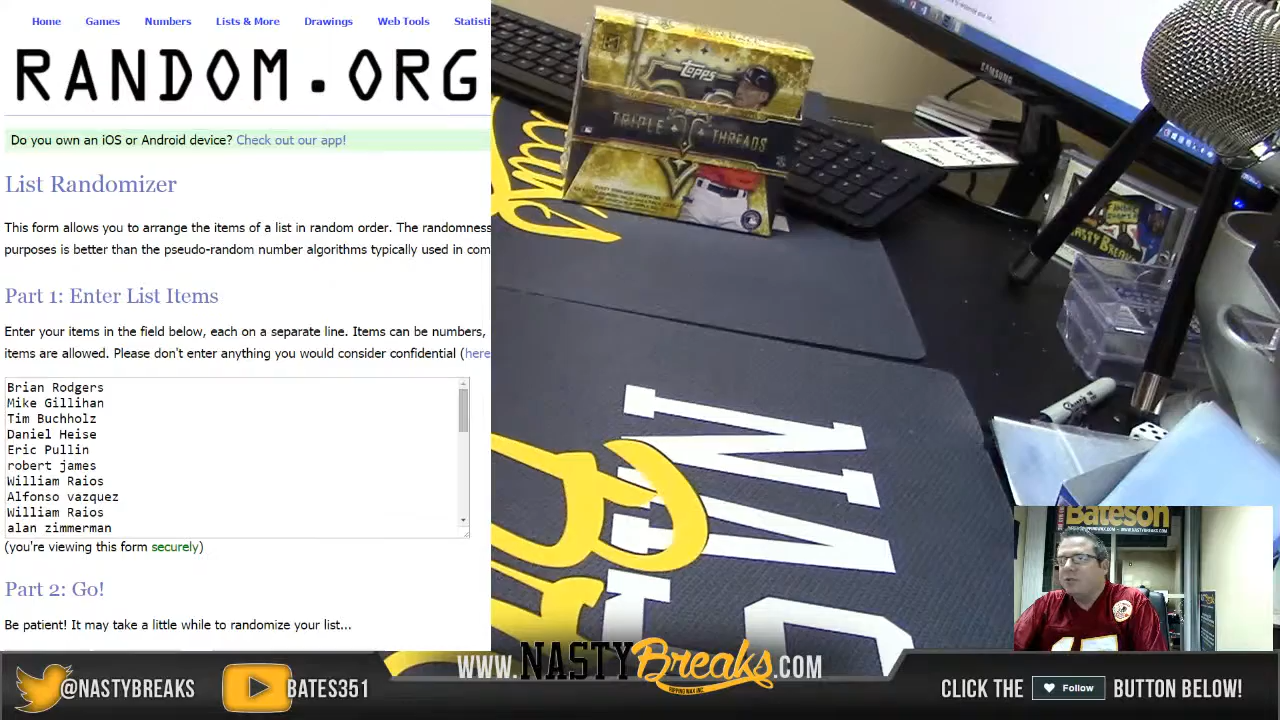 Home Games Numbers Lists & More Drawings Web Tools Statisti
RANDOM.ORG
Do you own an iOS or Android device? Check out our app!
List Randomizer
This form allows you to arrange the items of a list in random order. The randomness
purposes is better than the pseudo-random number algorithms typically used in com
Part 1: Enter List Items
Enter your items in the field below, each on a separate line. Items can be numbers,
items are allowed. Please don't enter anything you would consider confidential (here
Brian Rodgers
Mike Gillihan
Tim Buchholz
Daniel Heise
Eric Pullin
robert james
William Raios
Alfonso vazquez
William Raios
alan zimmerman
(you're viewing this form securely)
Part 2: Go!
Be patient! It may take a little while to randomize your list...
Topps
TRIPLE THREADS
SAMSUNG
NASTY BREAKS
Bateson
@NASTYBREAKS
BATES351
WWW.NASTYBreaks.COM
RIPPING WAX INC.
CLICK THE Follow BUTTON BELOW!